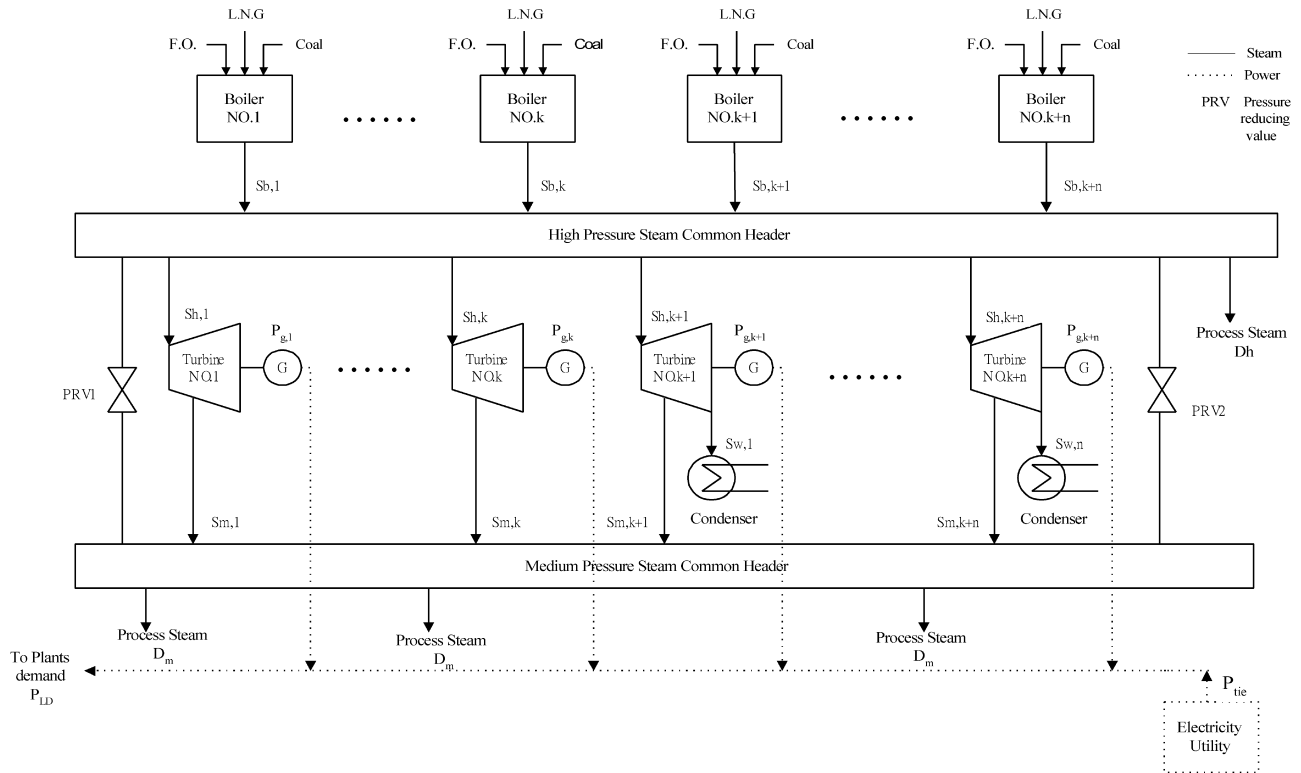 L.N.G
L.N.G
L.N.G
L.N.G
F.O.
Coal
F.O.
Coal
F.O.
Coal
F.O.
Coal
Steam
Power
PRV Pressure
reducing
value
Boiler
NO.1
Boiler
NO.k
Boiler
NO.k+1
Boiler
NO.k+n
Sb,1
Sb,k
Sb,k+1
Sb,k+n
High Pressure Steam Common Header
Sh,1
Sh,k
Sh,k+1
Sh,k+n
Pg,1
Pg,k
Pg,k+1
Pg,k+n
Process Steam
Dh
Turbine
NO.1
G
Turbine
NO.k
G
Turbine
NO.k+1
G
Turbine
NO.k+n
G
PRV1
PRV2
Sw,1
Sw,n
Condenser
Condenser
Sm,1
Sm,k
Sm,k+1
Sm,k+n
Medium Pressure Steam Common Header
Process Steam
Dm
Process Steam
Dm
Process Steam
Dm
To Plants
demand
PLD
Ptie
Electricity
Utility